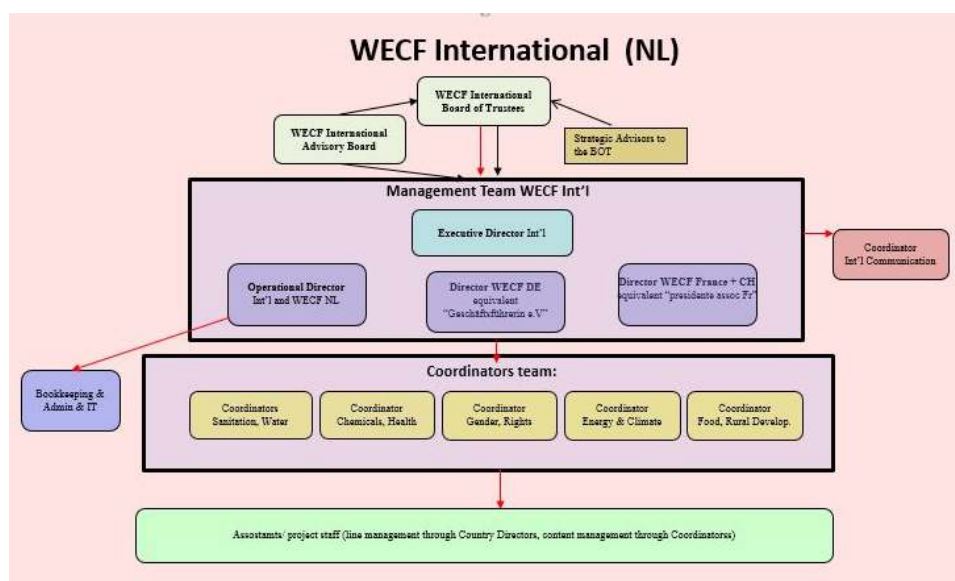 WECF International (NL)
WECF International
Board of Trustees
WECF International
Advisory Board
Strategic Advisors to
the BOT
Management Team WECF Int'l
Executive Director Int'l
Coordinator
Int'l Communication
Operational Director
Int'l and WECF NL
Director WECF DE
equivalent
"Geschäftsführerin e.V"
Director WECF France + CH
equivalent "presidente assoc Fr"
Bookkeeping &
Admin & IT
Coordinators team:
Coordinators
Sanitation, Water
Coordinator
Chemicals, Health
Coordinator
Gender, Rights
Coordinator
Energy & Climate
Coordinator
Food, Rural Develop.
Assostamts/ project staff (line management through Country Directors, content management through Coordinatorss)